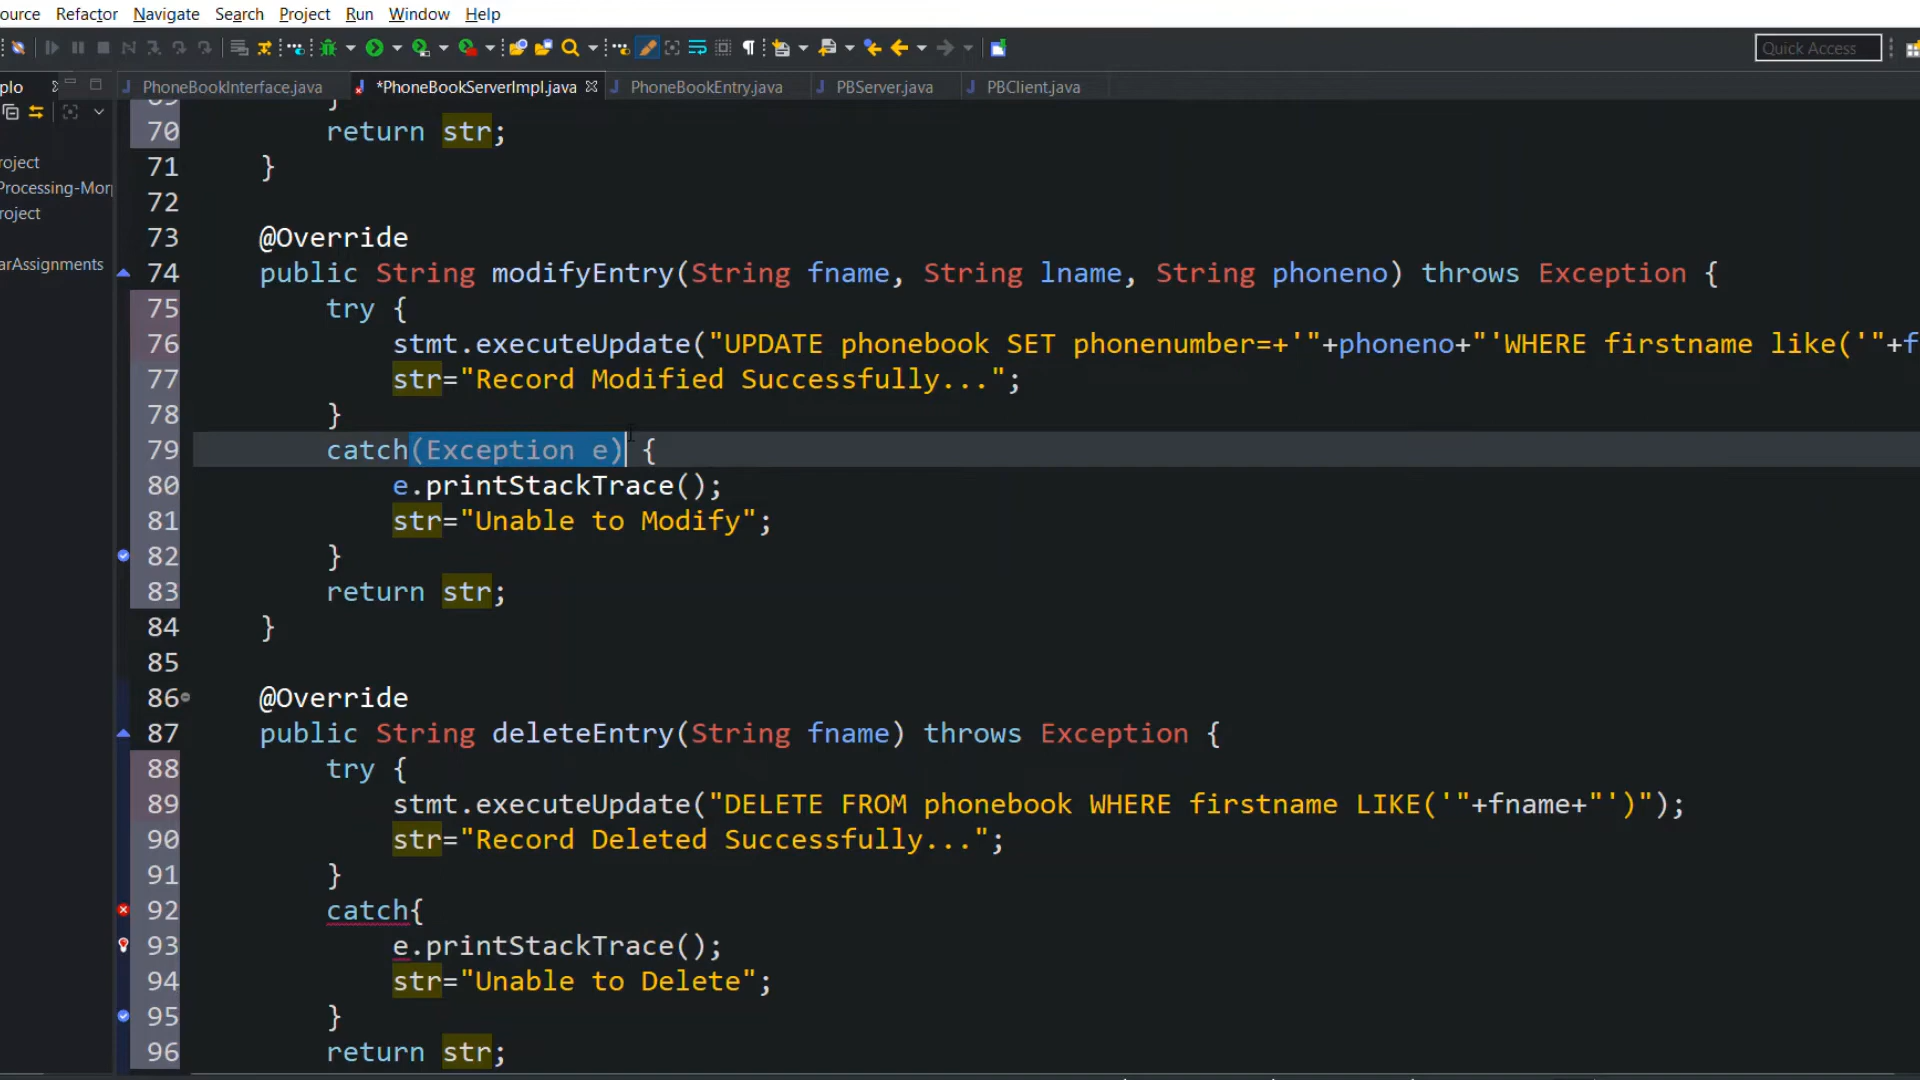 ource Refactor Navigate Search Project Run Window Help
Quick Access
plo
PhoneBookInterface.java *PhoneBookServerImpl.java PhoneBookEntry.java PBServer.java PBClient.java
roject
Processing-Mor
roject
arAssignments
69 }
70 return str;
71 }
72
73 @Override
74 public String modifyEntry(String fname, String lname, String phoneno) throws Exception {
75 try {
76 stmt.executeUpdate("UPDATE phonebook SET phonenumber=+'"+phoneno+"'WHERE firstname like('"+f
77 str="Record Modified Successfully...";
78 }
79 catch(Exception e) {
80 e.printStackTrace();
81 str="Unable to Modify";
82 }
83 return str;
84 }
85
86 @Override
87 public String deleteEntry(String fname) throws Exception {
88 try {
89 stmt.executeUpdate("DELETE FROM phonebook WHERE firstname LIKE('"+fname+"')");
90 str="Record Deleted Successfully...";
91 }
92 catch{
93 e.printStackTrace();
94 str="Unable to Delete";
95 }
96 return str;